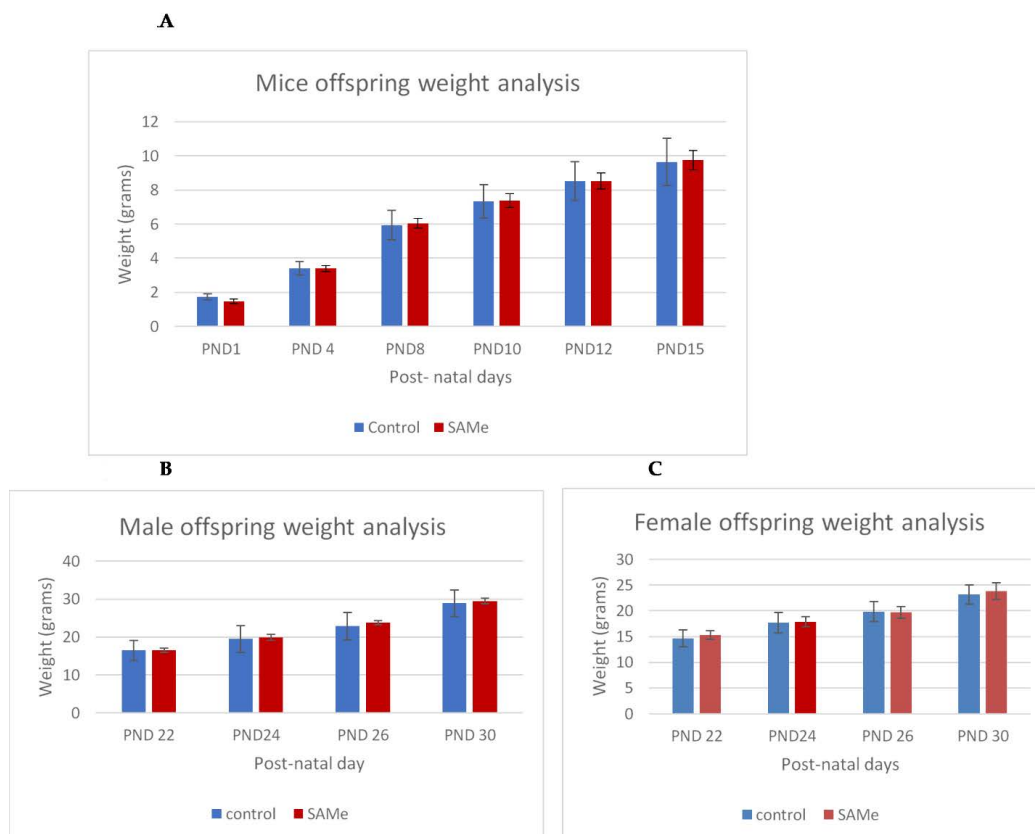 A
Mice offspring weight analysis
12
10
8
6
4
2
0
Weight (grams)
PND1 PND 4 PND8 PND10 PND12 PND15
Post- natal days
Control SAMe
B
Male offspring weight analysis
40
30
20
10
0
Weight (grams)
PND 22 PND24 PND 26 PND 30
Post-natal day
control SAMe
C
Female offspring weight analysis
30
25
20
15
10
5
0
Weight (grams)
PND 22 PND24 PND 26 PND 30
Post-natal days
control SAMe